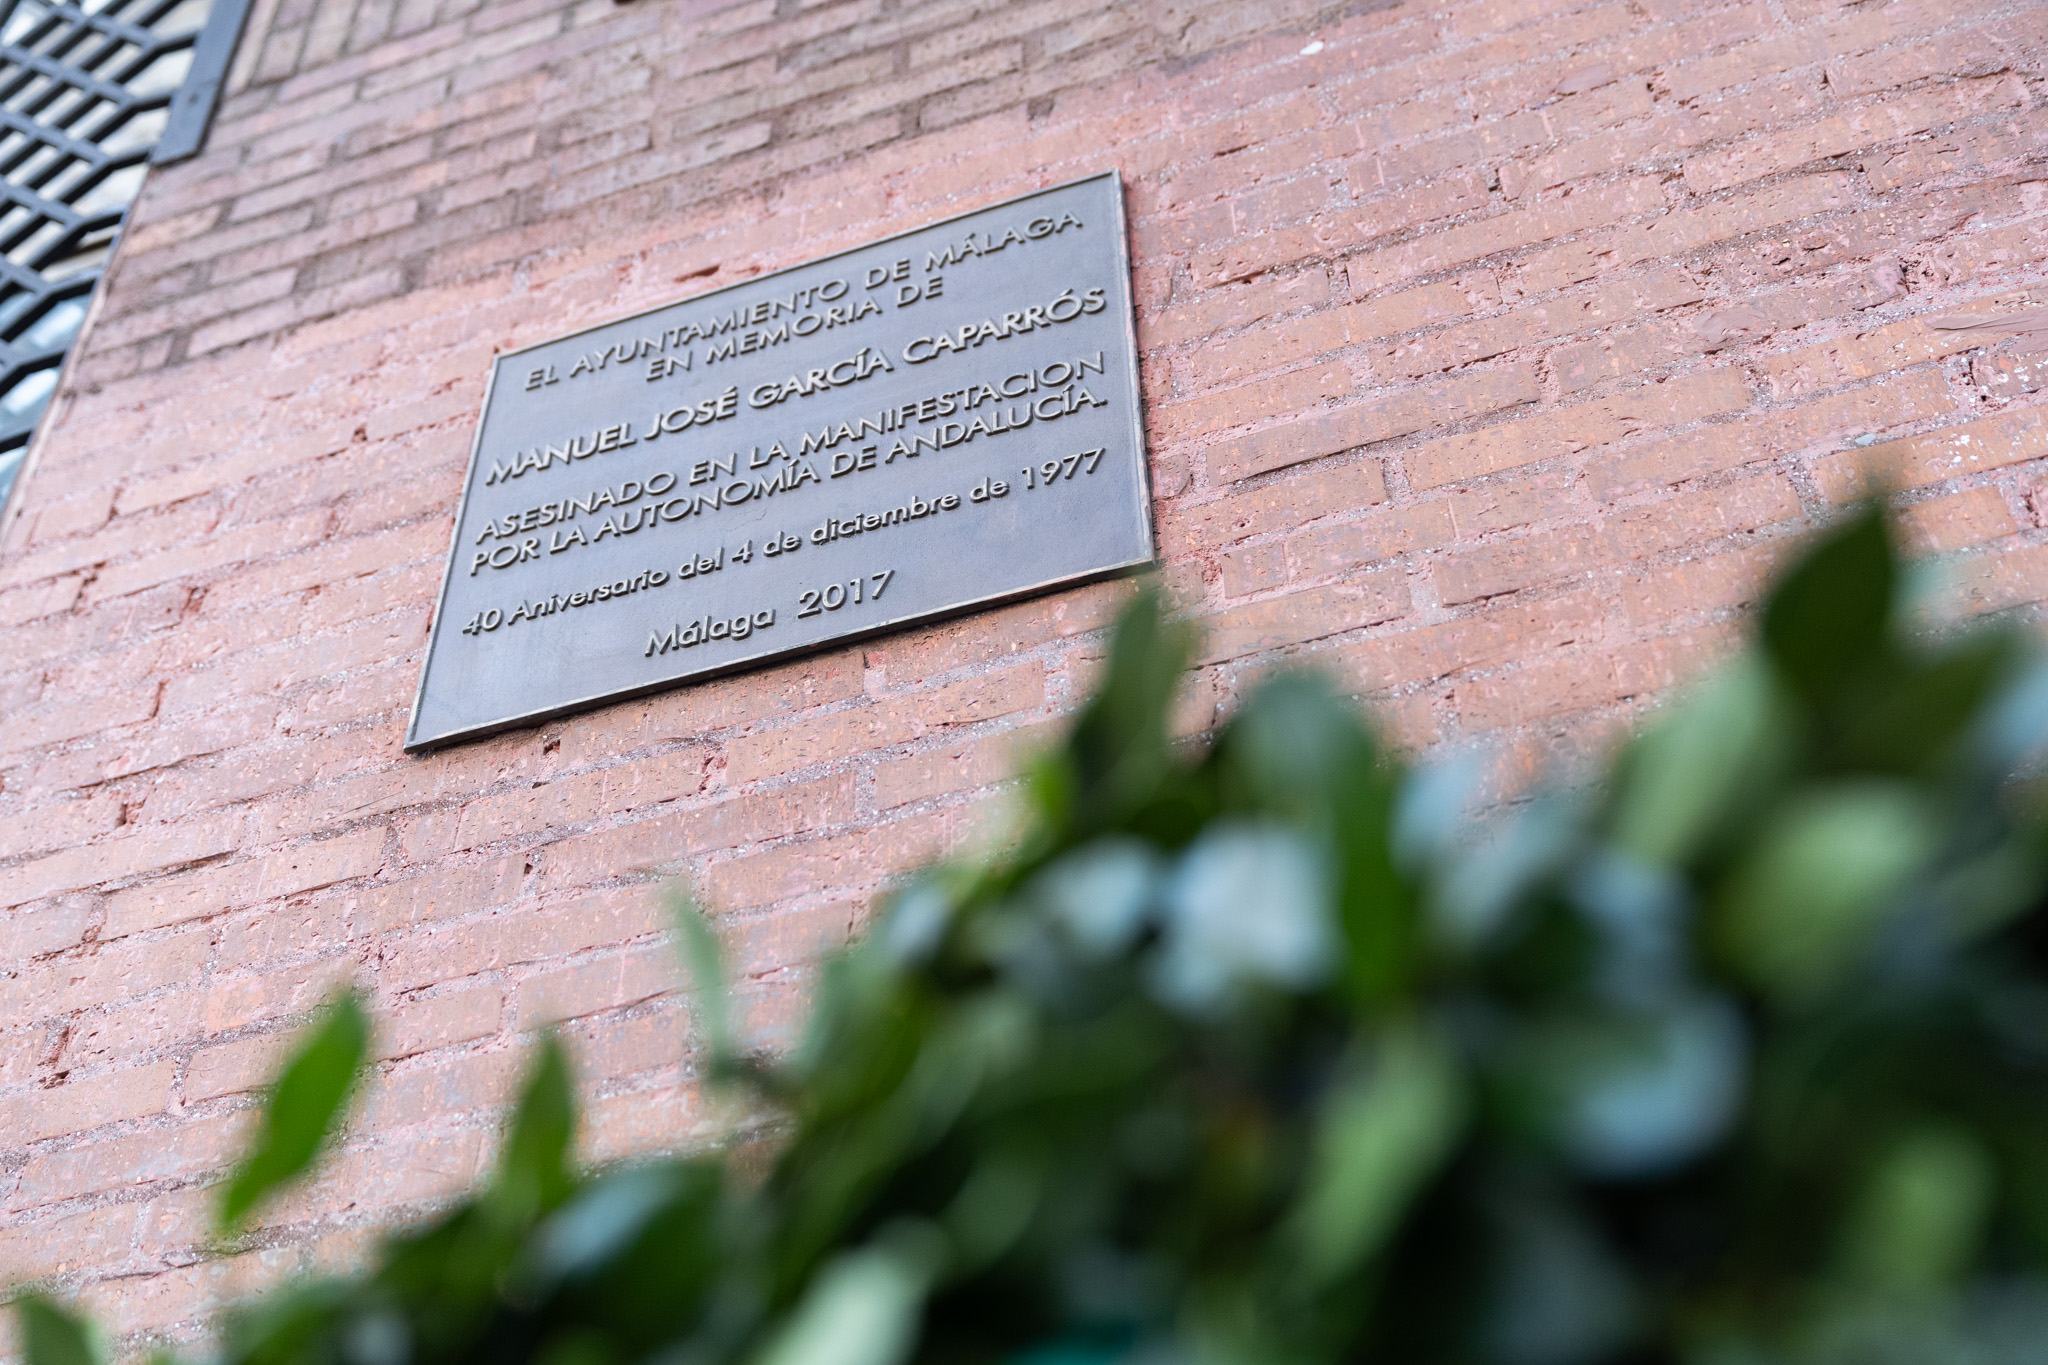 EL AYUNTAMIENTO DE MÁLAGA
EN MEMORIA DE
MANUEL JOSÉ GARCÍA CAPARRÓS
ASESINADO EN LA MANIFESTACION
POR LA AUTONOMÍA DE ANDALUCÍA.
40 Aniversario del 4 de diciembre de 1977
Málaga 2017